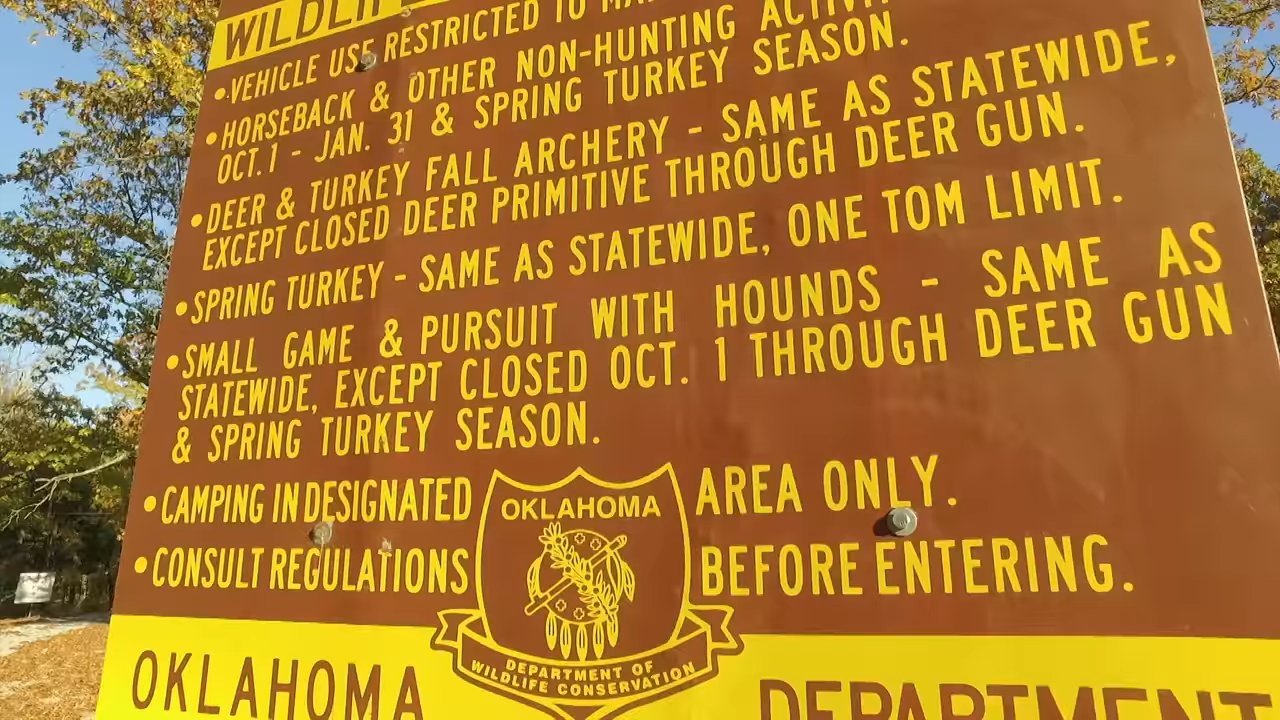 • VEHICLE USE RESTRICTED TO
• HORSEBACK & OTHER NON-HUNTING
OCT. 1 - JAN. 31 & SPRING TURKEY SEASON.
• DEER & TURKEY FALL ARCHERY - SAME AS STATEWIDE,
EXCEPT CLOSED DEER PRIMITIVE THROUGH DEER GUN.
• SPRING TURKEY - SAME AS STATEWIDE, ONE TOM LIMIT.
• SMALL GAME & PURSUIT WITH HOUNDS - SAME AS
STATEWIDE, EXCEPT CLOSED OCT. 1 THROUGH DEER GUN
& SPRING TURKEY SEASON.
• CAMPING IN DESIGNATED AREA ONLY.
• CONSULT REGULATIONS BEFORE ENTERING.
OKLAHOMA
DEPARTMENT OF
WILDLIFE CONSERVATION
OKLAHOMA DEPARTMENT